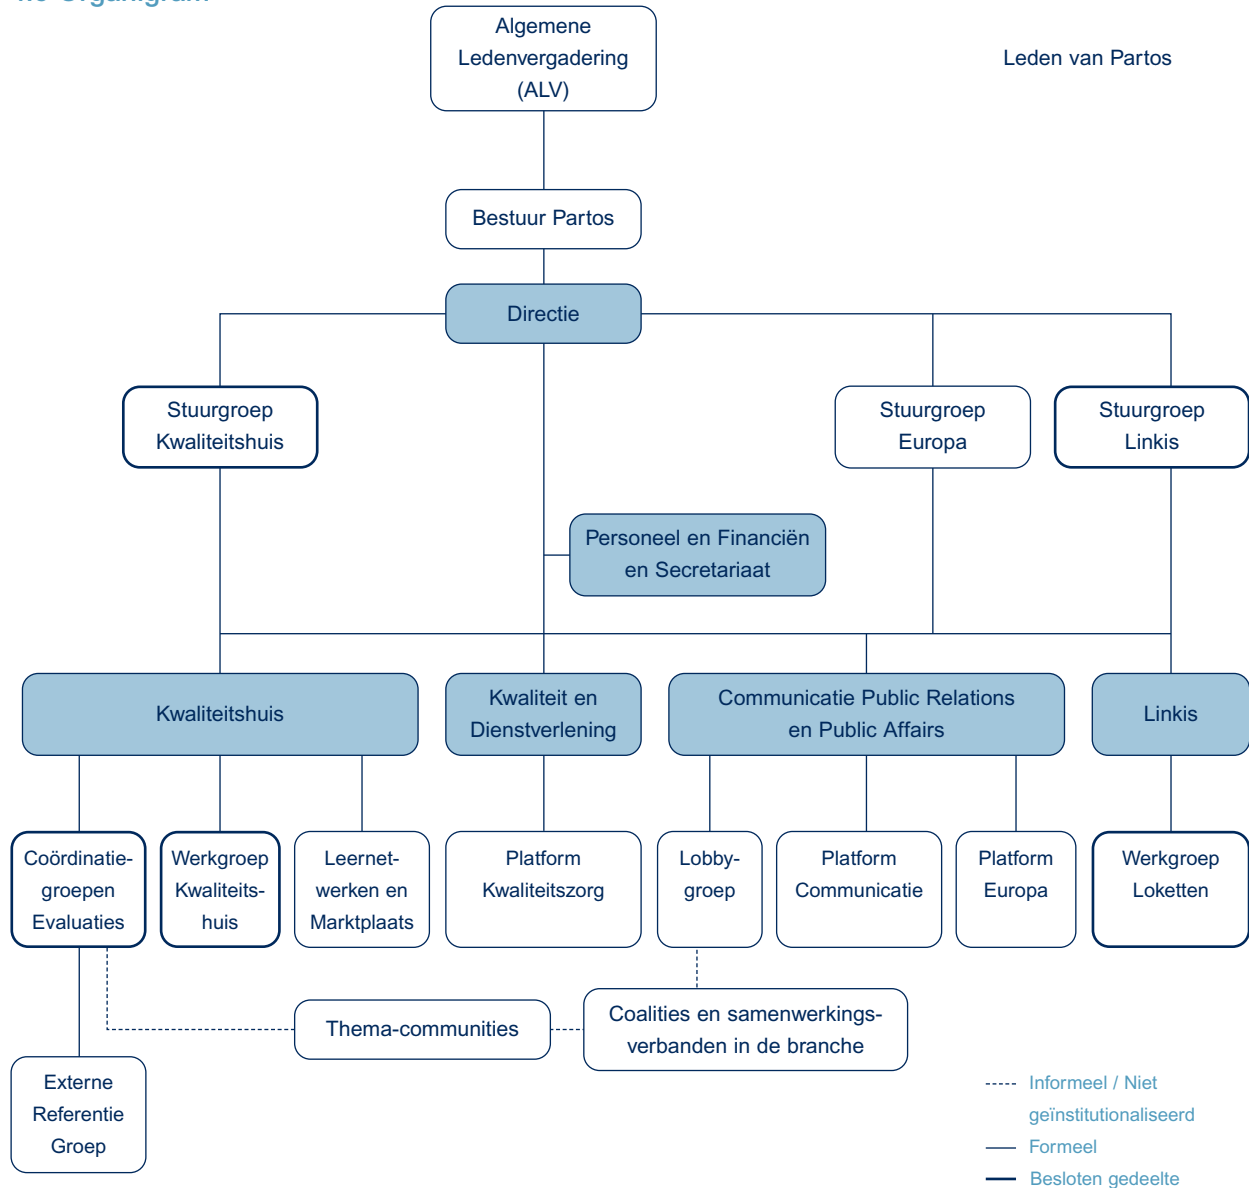 Organigram
Algemene
Ledenvergadering
(ALV)
Leden van Partos
Bestuur Partos
Directie
Stuurgroep
Kwaliteitshuis
Stuurgroep
Europa
Stuurgroep
Linkis
Personeel en Financiën
en Secretariaat
Kwaliteitshuis
Kwaliteit en
Dienstverlening
Communicatie Public Relations
en Public Affairs
Linkis
Coördinatie-
groepen
Evaluaties
Werkgroep
Kwaliteits-
huis
Leernet-
werken en
Marktplaats
Platform
Kwaliteitszorg
Lobby-
groep
Platform
Communicatie
Platform
Europa
Werkgroep
Loketten
Thema-communities
Coalities en samenwerkings-
verbanden in de branche
Externe
Referentie
Groep
Informeel / Niet
geïnstitutionaliseerd
Formeel
Besloten gedeelte